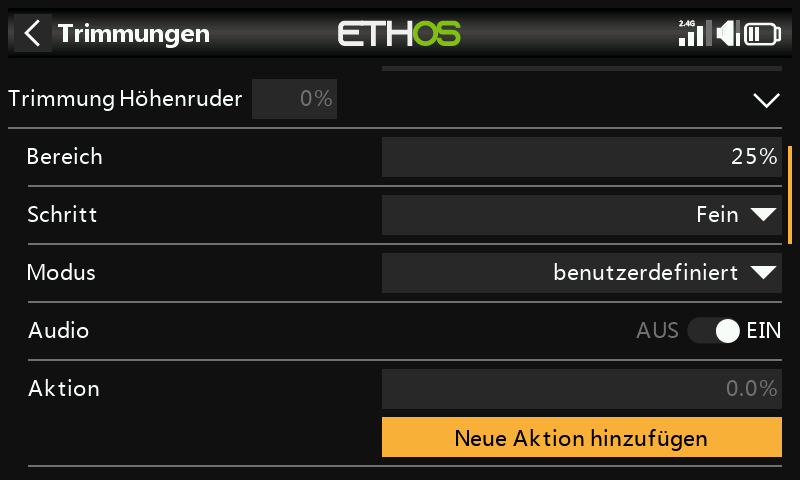 Trimmungen
ETHOS
2.4G
Trimmung Höhenruder 0%
Bereich 25%
Schritt Fein
Modus benutzerdefiniert
Audio AUS EIN
Aktion 0.0%
Neue Aktion hinzufügen